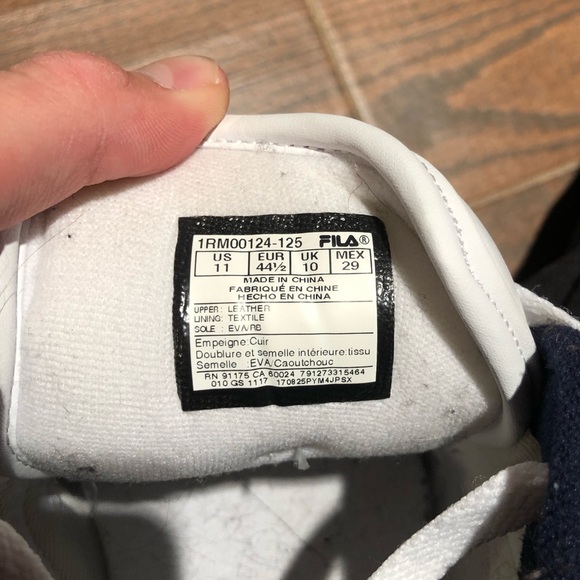 1RM00124-125 FILA®
US EUR UK MEX
11 44½ 10 29
MADE IN CHINA
FABRIQUÉ EN CHINE
HECHO EN CHINA
UPPER: LEATHER
LINING: TEXTILE
SOLE : EVA/RB
Empeigne:Cuir
Doublure et semelle intérieure:tissu
Semelle :EVA/Caoutchouc
RN 91175 CA 60024 791273315464
010 GS 1117 170825PYM4JPSX